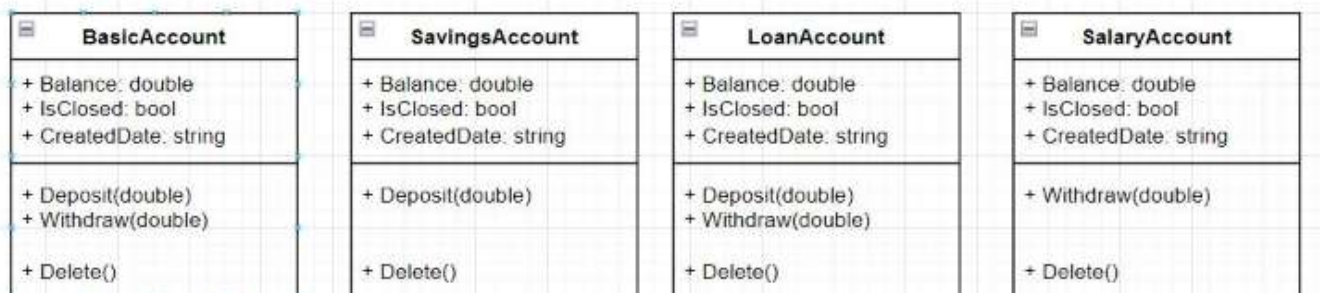 BasicAccount
+ Balance: double
+ IsClosed: bool
+ CreatedDate: string
+ Deposit(double)
+ Withdraw(double)
+ Delete()
SavingsAccount
+ Balance: double
+ IsClosed: bool
+ CreatedDate: string
+ Deposit(double)
+ Delete()
LoanAccount
+ Balance: double
+ IsClosed: bool
+ CreatedDate: string
+ Deposit(double)
+ Withdraw(double)
+ Delete()
SalaryAccount
+ Balance: double
+ IsClosed: bool
+ CreatedDate: string
+ Withdraw(double)
+ Delete()